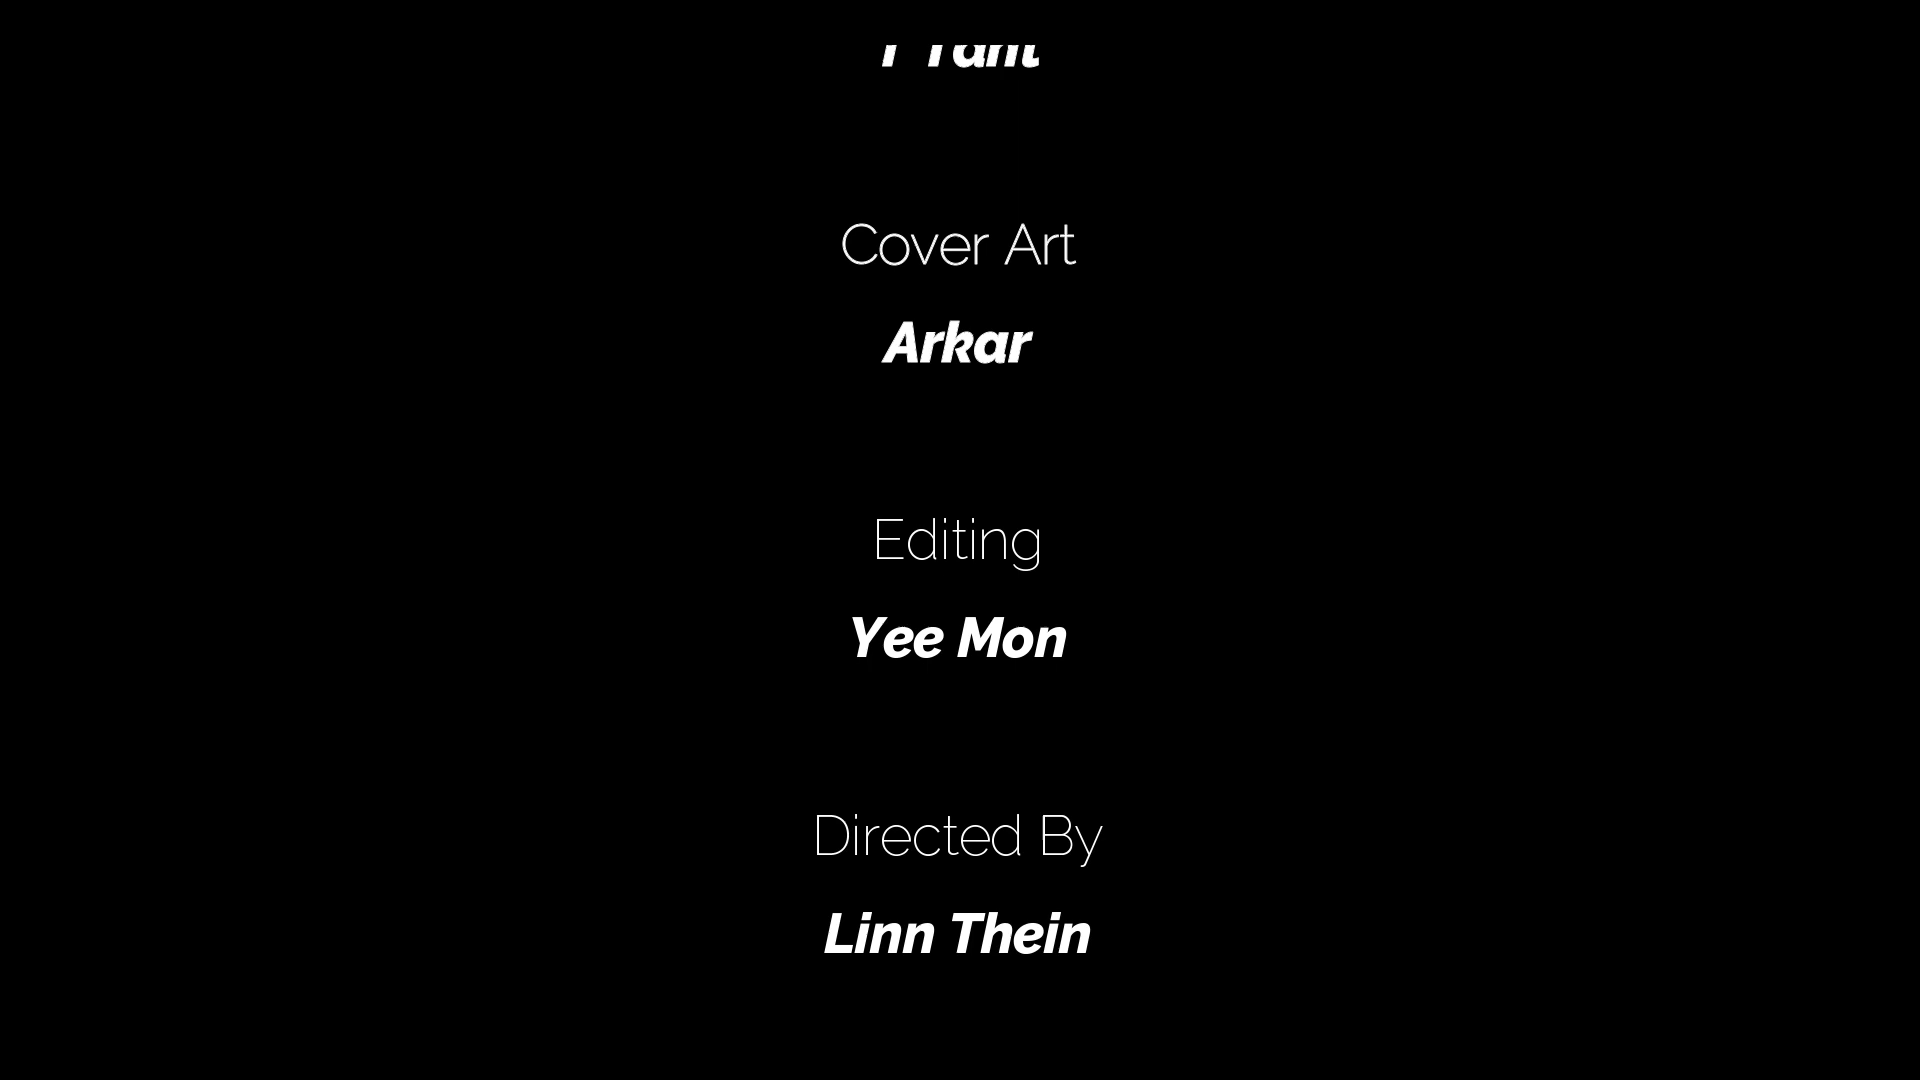 Cover Art
Arkar
Editing
Yee Mon
Directed By
Linn Thein